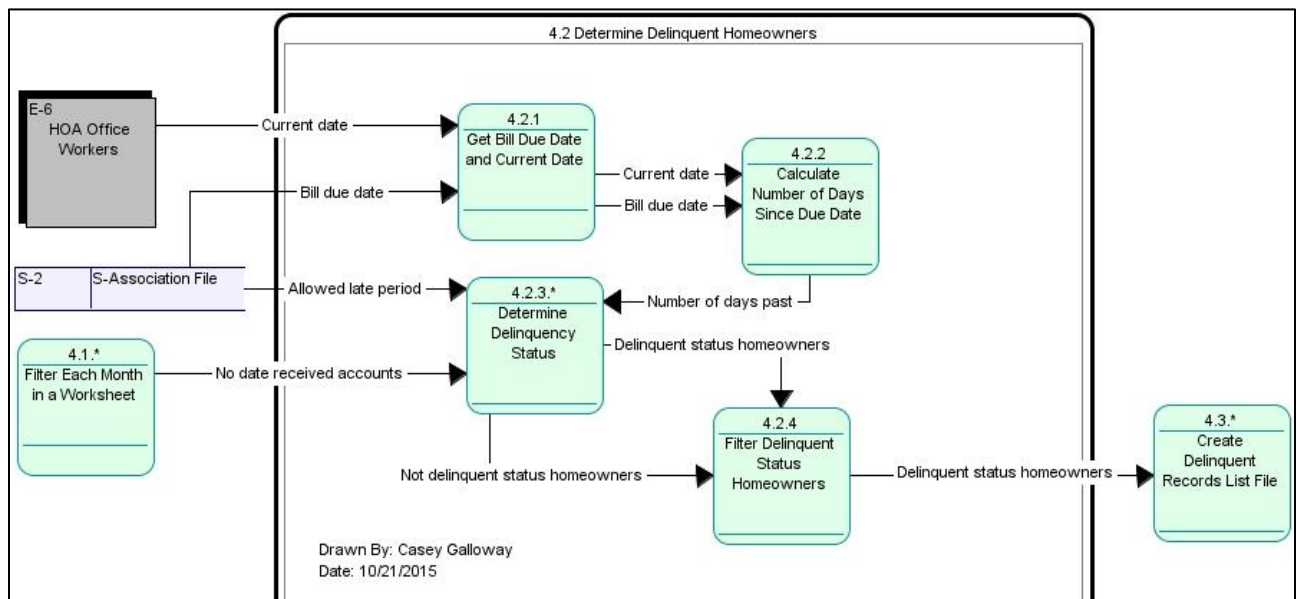 4.2 Determine Delinquent Homeowners
E-6
HOA Office
Workers
Current date
4.2.1
Get Bill Due Date
and Current Date
Bill due date
Current date
Bill due date
4.2.2
Calculate
Number of Days
Since Due Date
S-2
S-Association File
Allowed late period
4.2.3.*
Determine
Delinquency
Status
Number of days past
4.1.*
Filter Each Month
in a Worksheet
No date received accounts
Delinquent status homeowners
Not delinquent status homeowners
4.2.4
Filter Delinquent
Status
Homeowners
Delinquent status homeowners
4.3.*
Create
Delinquent
Records List File
Drawn By: Casey Galloway
Date: 10/21/2015